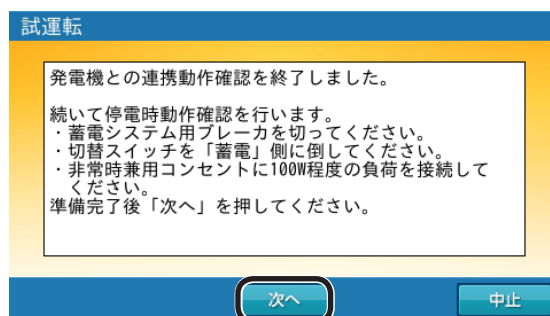 試運転
発電機との連携動作確認を終了しました。
続いて停電時動作確認を行います。
・蓄電システム用ブレーカを切ってください。
・切替スイッチを「蓄電」側に倒してください。
・非常時兼用コンセントに100W程度の負荷を接続して
ください。
準備完了後「次へ」を押してください。
次へ
中止